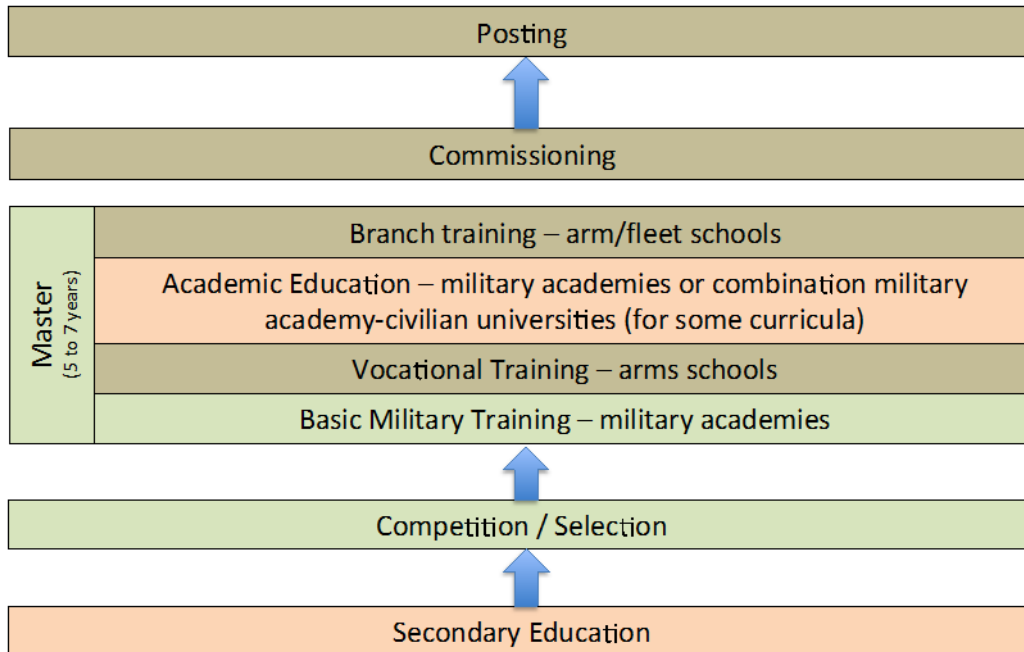 Posting
Commissioning
Master
(5 to 7 years)
Branch training – arm/fleet schools
Academic Education – military academies or combination military
academy-civilian universities (for some curricula)
Vocational Training – arms schools
Basic Military Training – military academies
Competition / Selection
Secondary Education